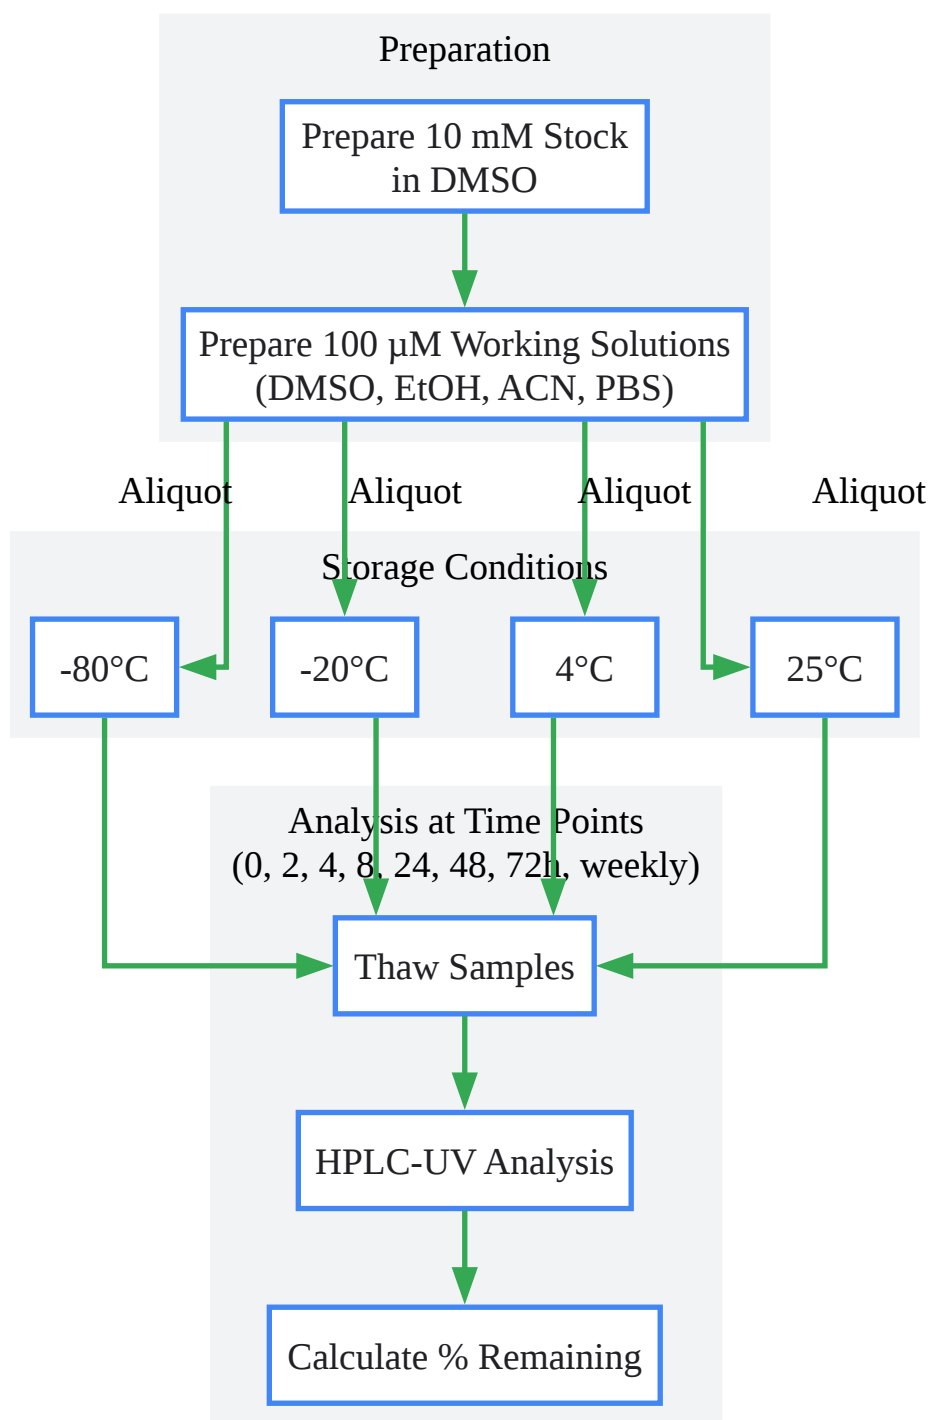 Preparation
Prepare 10 mM Stock
in DMSO
Prepare 100 µM Working Solutions
(DMSO, EtOH, ACN, PBS)
Aliquot Aliquot Aliquot Aliquot
Storage Conditions
-80°C -20°C 4°C 25°C
Analysis at Time Points
(0, 2, 4, 8, 24, 48, 72h, weekly)
Thaw Samples
HPLC-UV Analysis
Calculate % Remaining